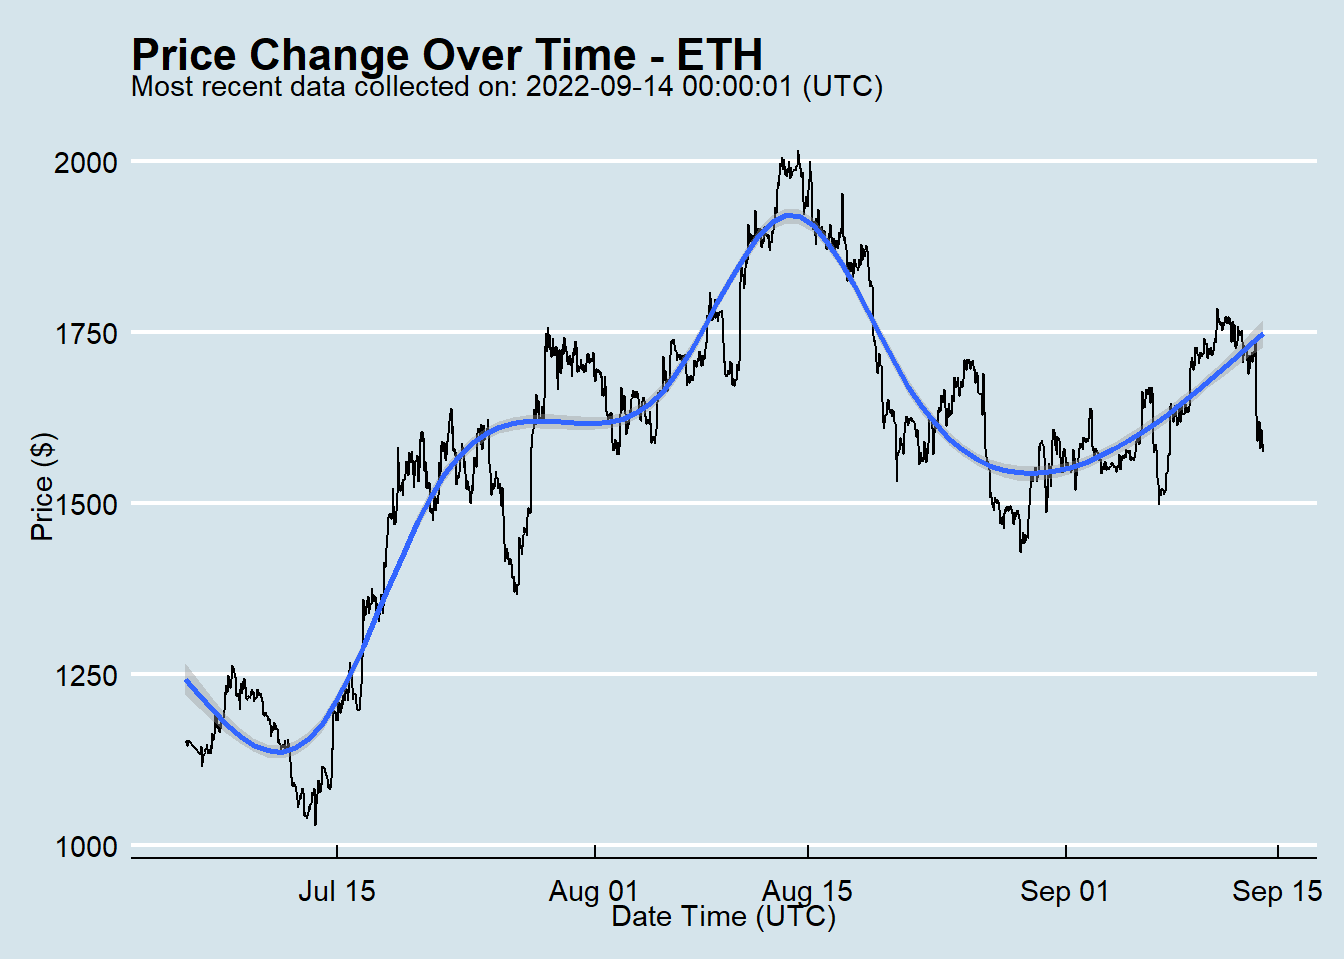 Price Change Over Time - ETH
Most recent data collected on: 2022-09-14 00:00:01 (UTC)
Price ($)
2000
1750
1500
1250
1000
Jul 15
Aug 01
Aug 15
Sep 01
Sep 15
Date Time (UTC)